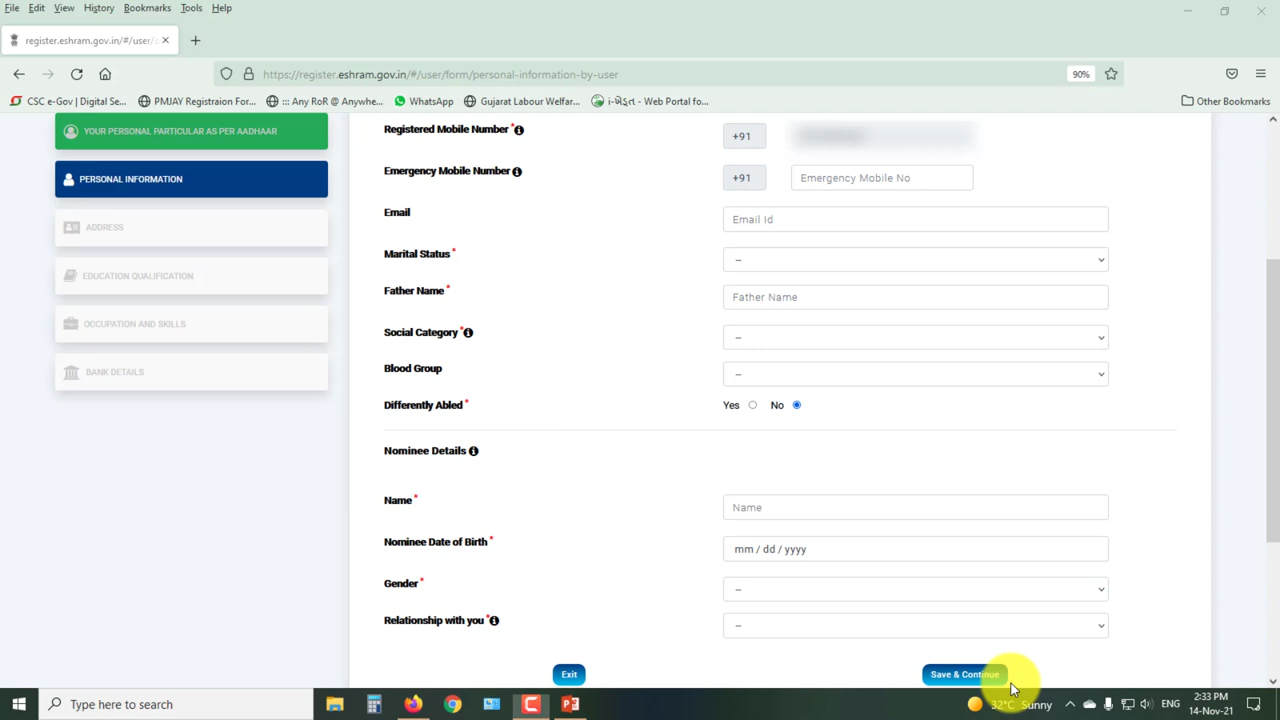 File Edit View History Bookmarks Tools Help
register.eshram.gov.in/#/user/
https://register.eshram.gov.in/#/user/form/personal-information-by-user 90%
CSC e-Gov | Digital Se... PMJAY Registraion For... ::: Any RoR @ Anywhe... WhatsApp Gujarat Labour Welfar... i-ખેડૂત - Web Portal fo... Other Bookmarks
YOUR PERSONAL PARTICULAR AS PER AADHAAR
PERSONAL INFORMATION
ADDRESS
EDUCATION QUALIFICATION
OCCUPATION AND SKILLS
BANK DETAILS
Registered Mobile Number * +91
Emergency Mobile Number +91 Emergency Mobile No
Email Email Id
Marital Status * --
Father Name * Father Name
Social Category * --
Blood Group --
Differently Abled * Yes No
Nominee Details
Name * Name
Nominee Date of Birth * mm / dd / yyyy
Gender * --
Relationship with you * --
Exit Save & Continue
Type here to search 32°C Sunny ENG 2:33 PM
14-Nov-21